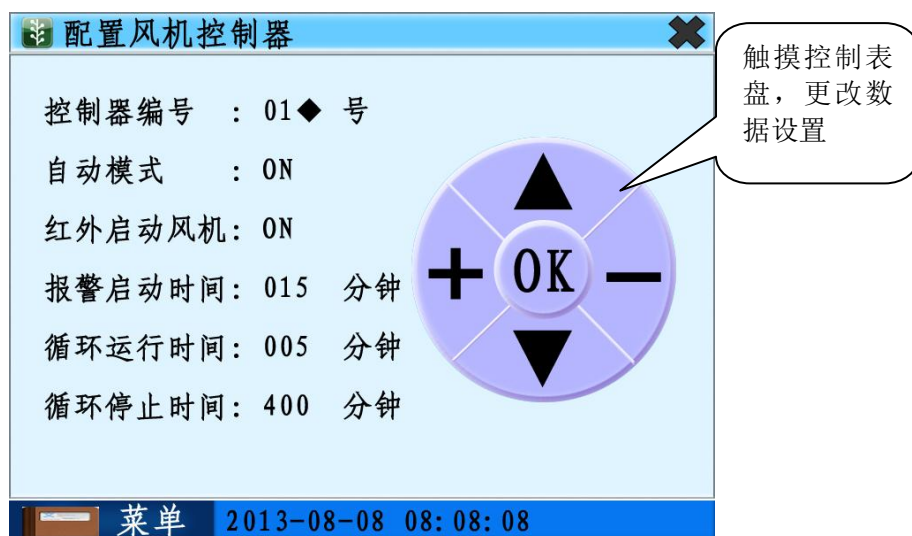 配置风机控制器
触摸控制表
盘，更改数
据设置
控制器编号 : 01◆ 号
自动模式 : ON
红外启动风机: ON
报警启动时间: 015 分钟
循环运行时间: 005 分钟
循环停止时间: 400 分钟
+ OK −
菜单 2013-08-08 08:08:08